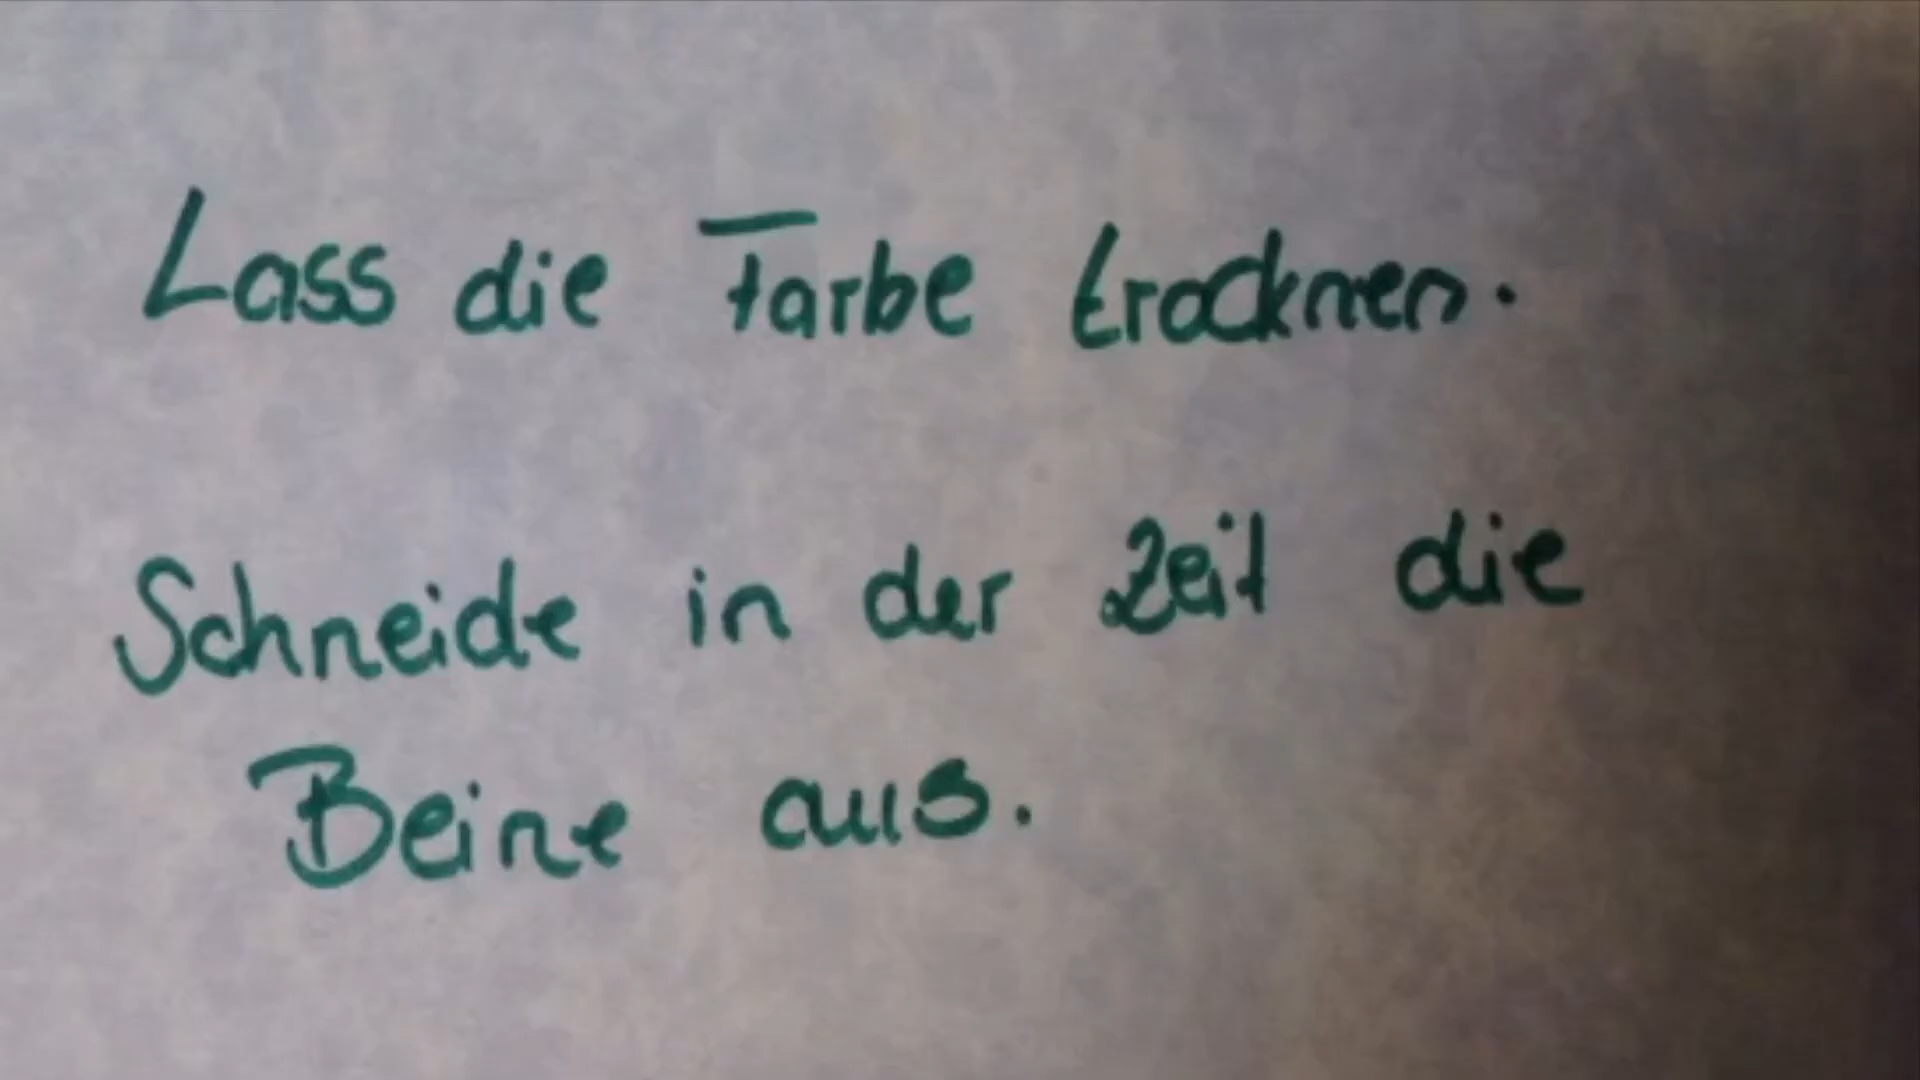 Lass die Farbe trocknen.
Schneide in der Zeit die
Beine aus.